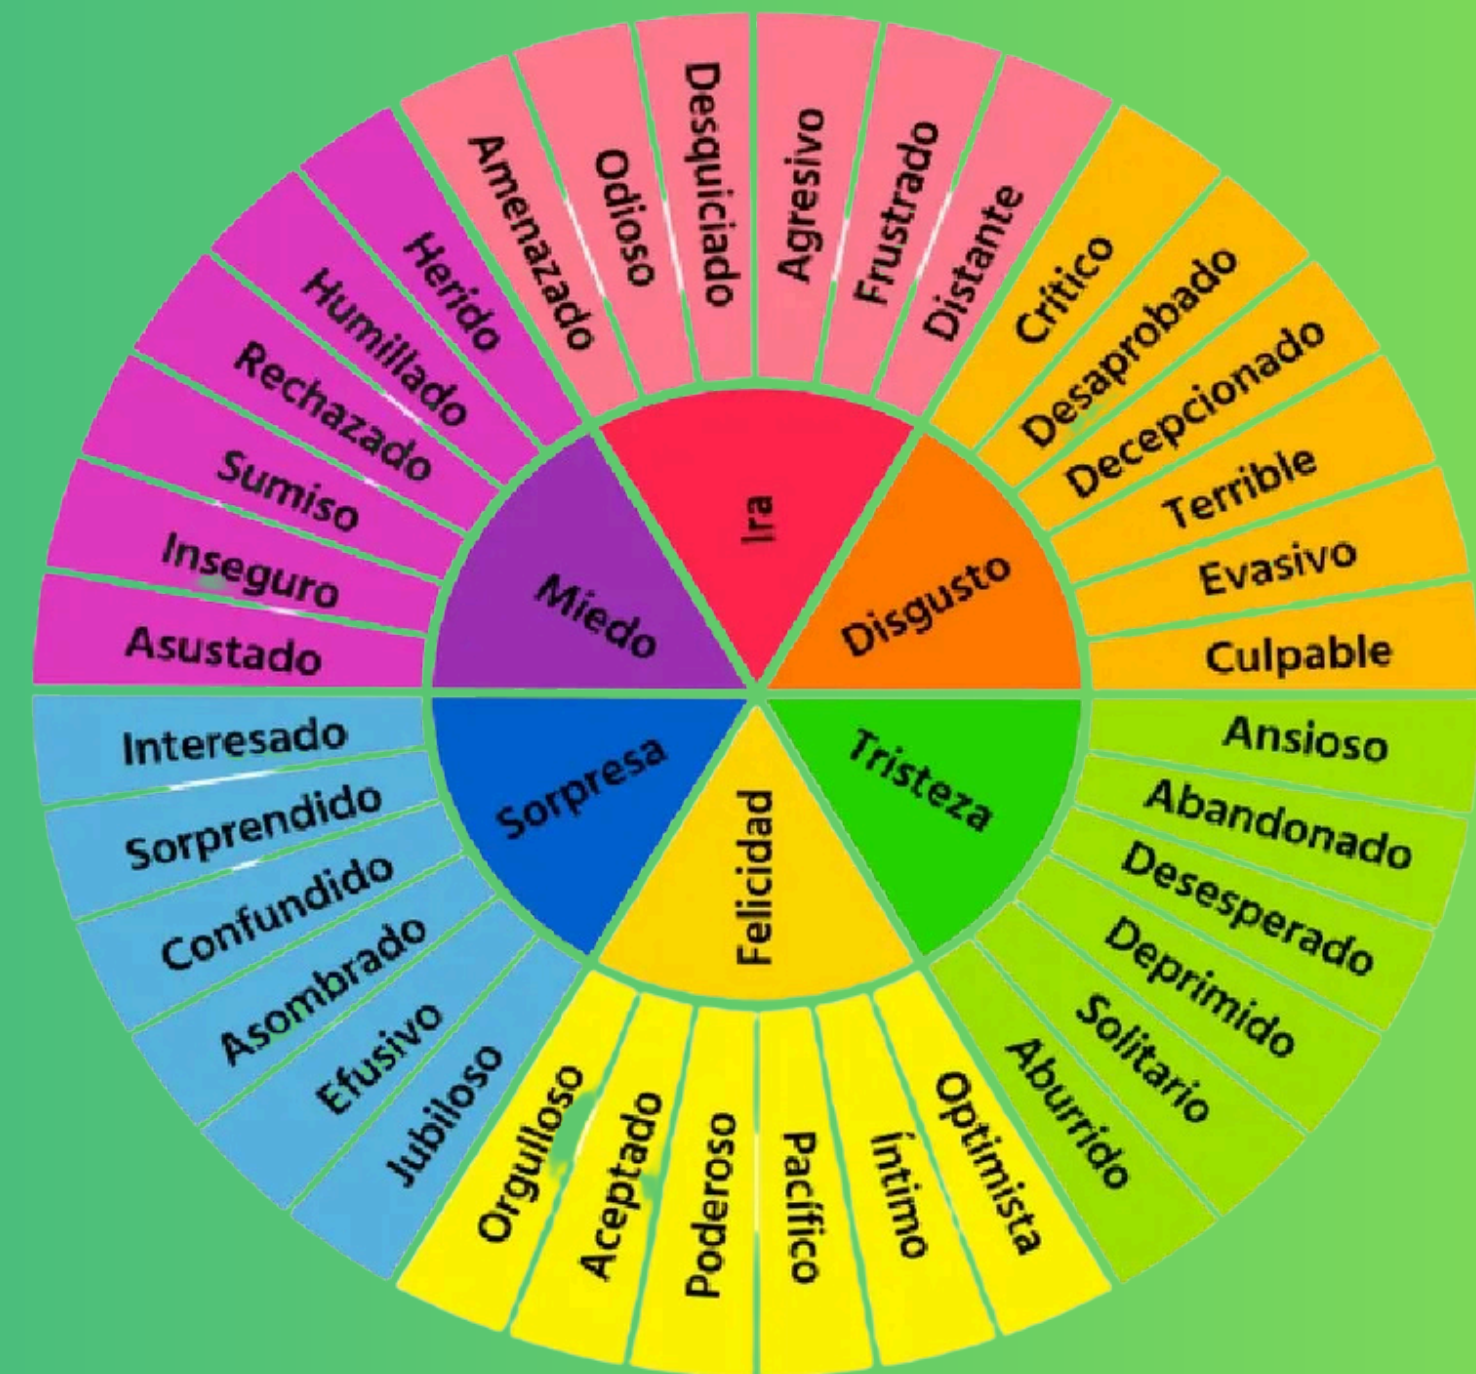 Ira
Disgusto
Tristeza
Felicidad
Sorpresa
Miedo
Amenazado
Odioso
Desquiciado
Agresivo
Frustrado
Distante
Crítico
Desaprobado
Decepcionado
Terrible
Evasivo
Culpable
Ansioso
Abandonado
Desesperado
Deprimido
Solitario
Aburrido
Optimista
Íntimo
Pacífico
Poderoso
Aceptado
Orgulloso
Jubiloso
Efusivo
Asombrado
Confundido
Sorprendido
Interesado
Asustado
Inseguro
Sumiso
Rechazado
Humillado
Herido